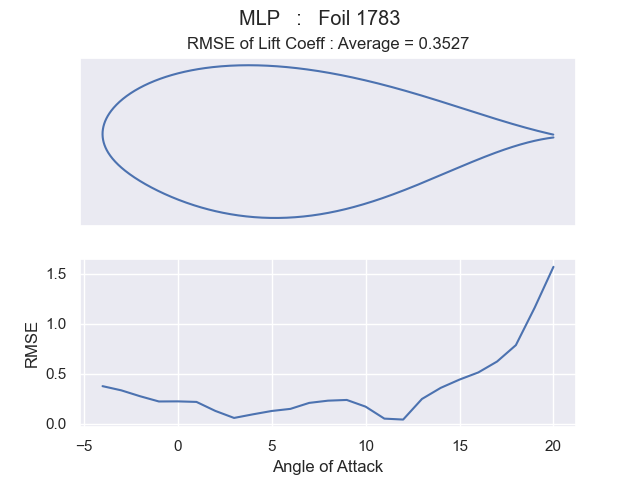 MLP : Foil 1783
RMSE of Lift Coeff : Average = 0.3527
1.5
1.0
0.5
0.0
RMSE
−5 0 5 10 15 20
Angle of Attack